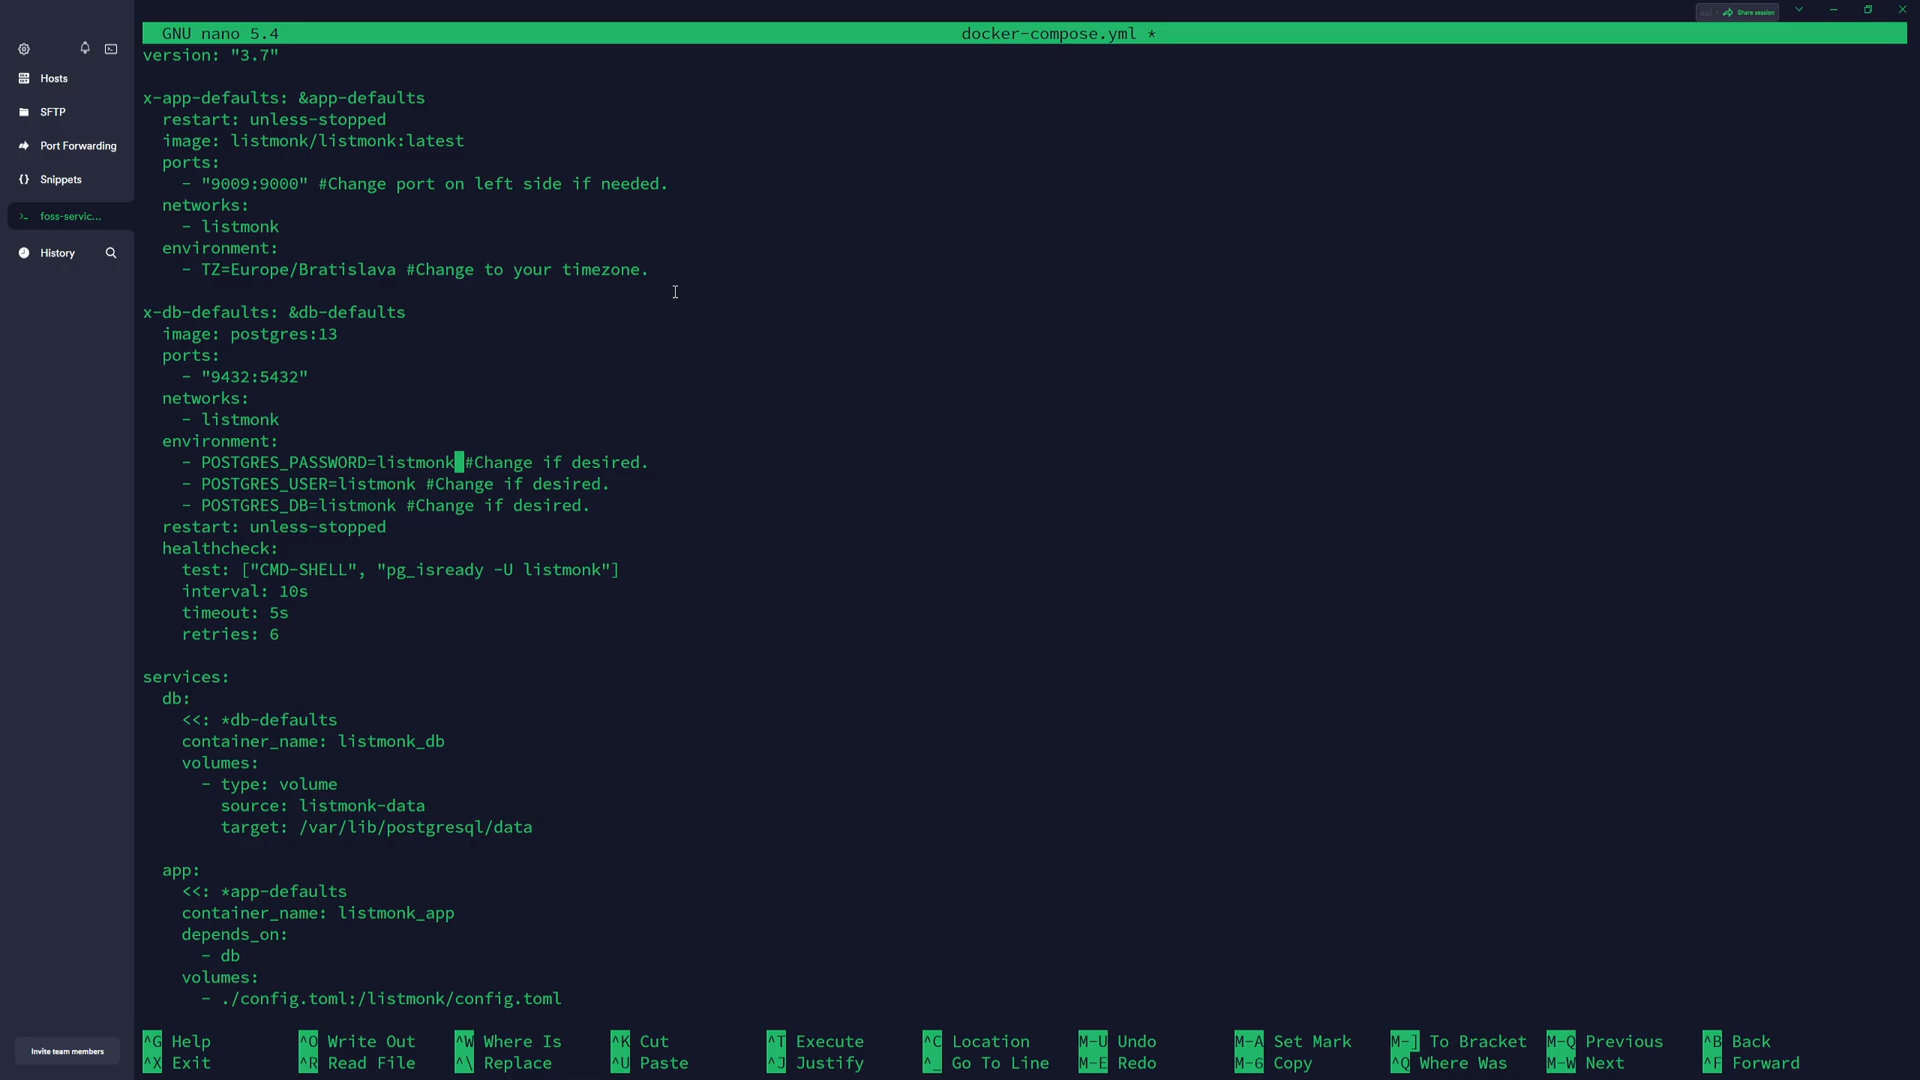 Share session
GNU nano 5.4 docker-compose.yml *
Hosts
SFTP
Port Forwarding
Snippets
foss-servic...
History
version: "3.7"
x-app-defaults: &app-defaults
  restart: unless-stopped
  image: listmonk/listmonk:latest
  ports:
    - "9009:9000" #Change port on left side if needed.
  networks:
    - listmonk
  environment:
    - TZ=Europe/Bratislava #Change to your timezone.
x-db-defaults: &db-defaults
  image: postgres:13
  ports:
    - "9432:5432"
  networks:
    - listmonk
  environment:
    - POSTGRES_PASSWORD=listmonk #Change if desired.
    - POSTGRES_USER=listmonk #Change if desired.
    - POSTGRES_DB=listmonk #Change if desired.
  restart: unless-stopped
  healthcheck:
    test: ["CMD-SHELL", "pg_isready -U listmonk"]
    interval: 10s
    timeout: 5s
    retries: 6
services:
  db:
    <<: *db-defaults
    container_name: listmonk_db
    volumes:
      - type: volume
        source: listmonk-data
        target: /var/lib/postgresql/data
  app:
    <<: *app-defaults
    container_name: listmonk_app
    depends_on:
      - db
    volumes:
      - ./config.toml:/listmonk/config.toml
Invite team members
^G Help ^O Write Out ^W Where Is ^K Cut ^T Execute ^C Location M-U Undo M-A Set Mark M-] To Bracket M-Q Previous ^B Back
^X Exit ^R Read File ^\ Replace ^U Paste ^J Justify ^_ Go To Line M-E Redo M-6 Copy ^Q Where Was M-W Next ^F Forward